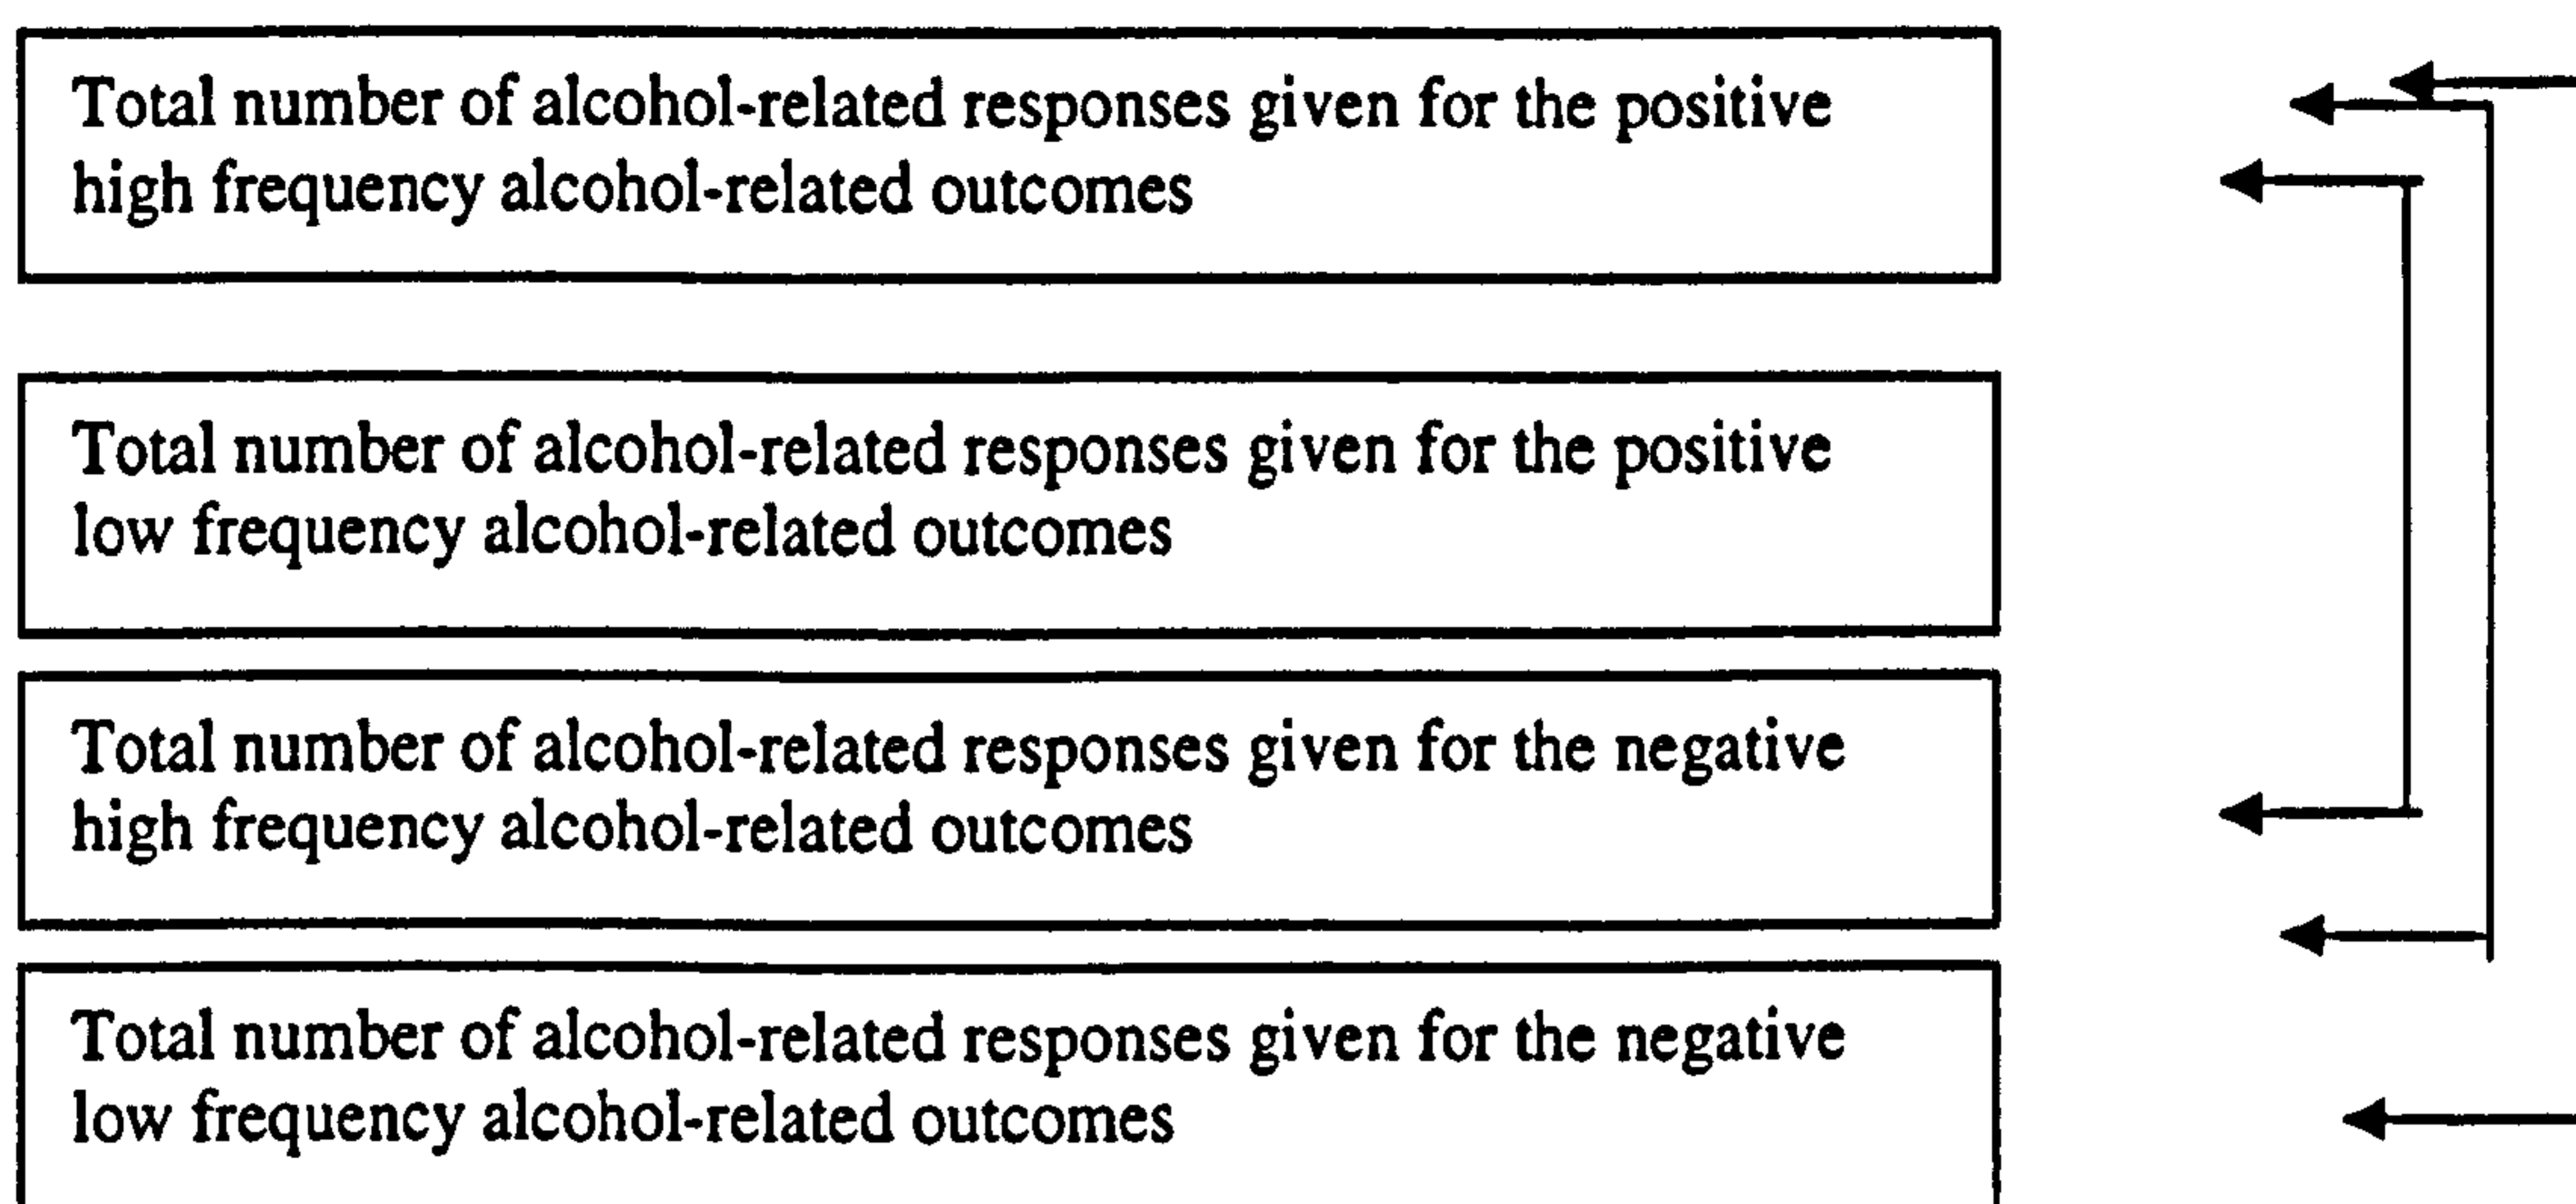 Total number of alcohol-related responses given for the positive
high frequency alcohol-related outcomes
Total number of alcohol-related responses given for the positive
low frequency alcohol-related outcomes
Total number of alcohol-related responses given for the negative
high frequency alcohol-related outcomes
Total number of alcohol-related responses given for the negative
low frequency alcohol-related outcomes